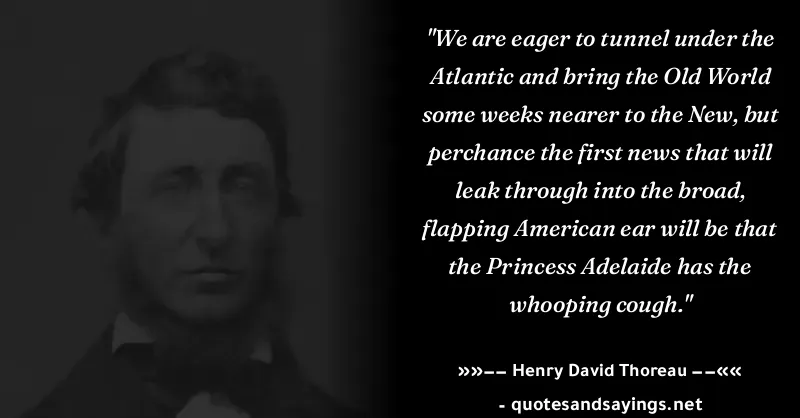 "We are eager to tunnel under the
Atlantic and bring the Old World
some weeks nearer to the New, but
perchance the first news that will
leak through into the broad,
flapping American ear will be that
the Princess Adelaide has the
whooping cough."
»»−− Henry David Thoreau −−««
- quotesandsayings.net